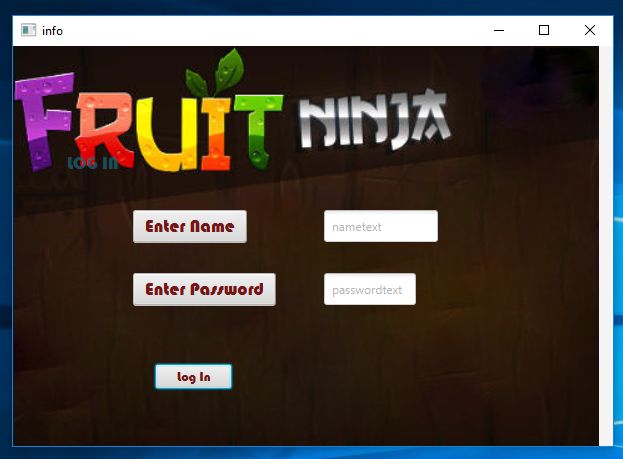 info
FRUIT NINJA
LOG IN
Enter Name nametext
Enter Password passwordtext
Log In